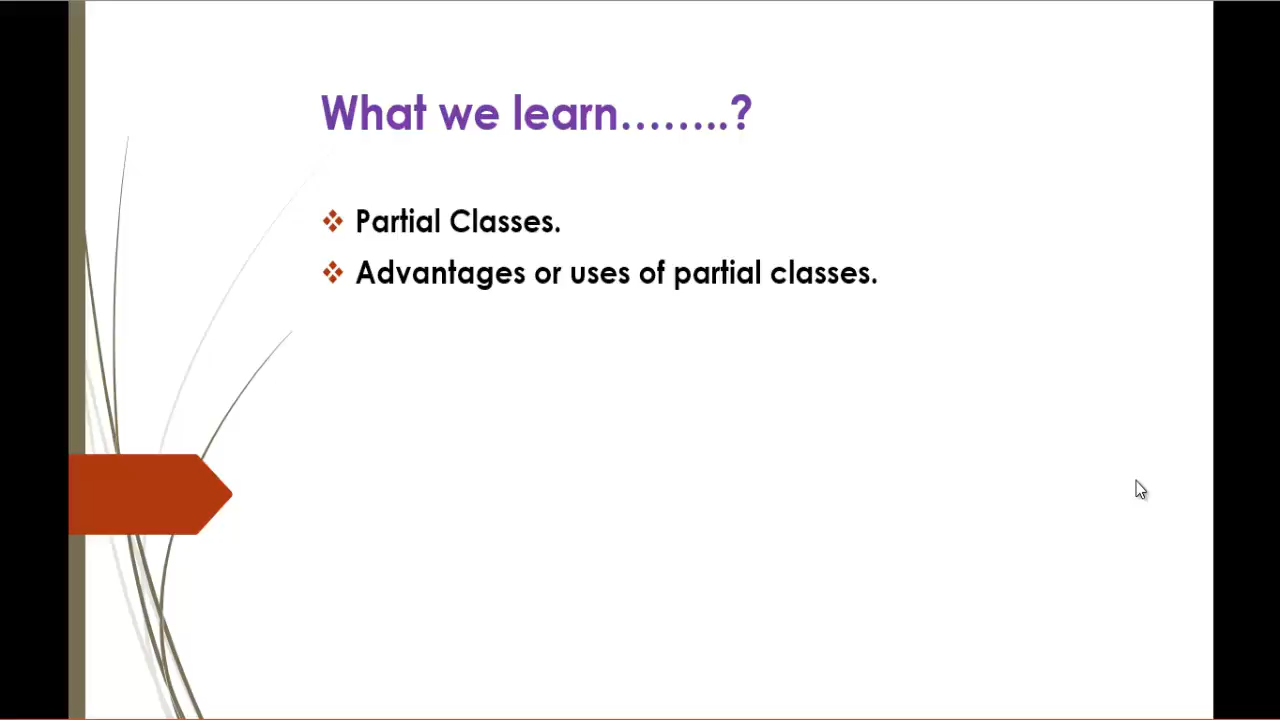 What we learn……..?
Partial Classes.
Advantages or uses of partial classes.